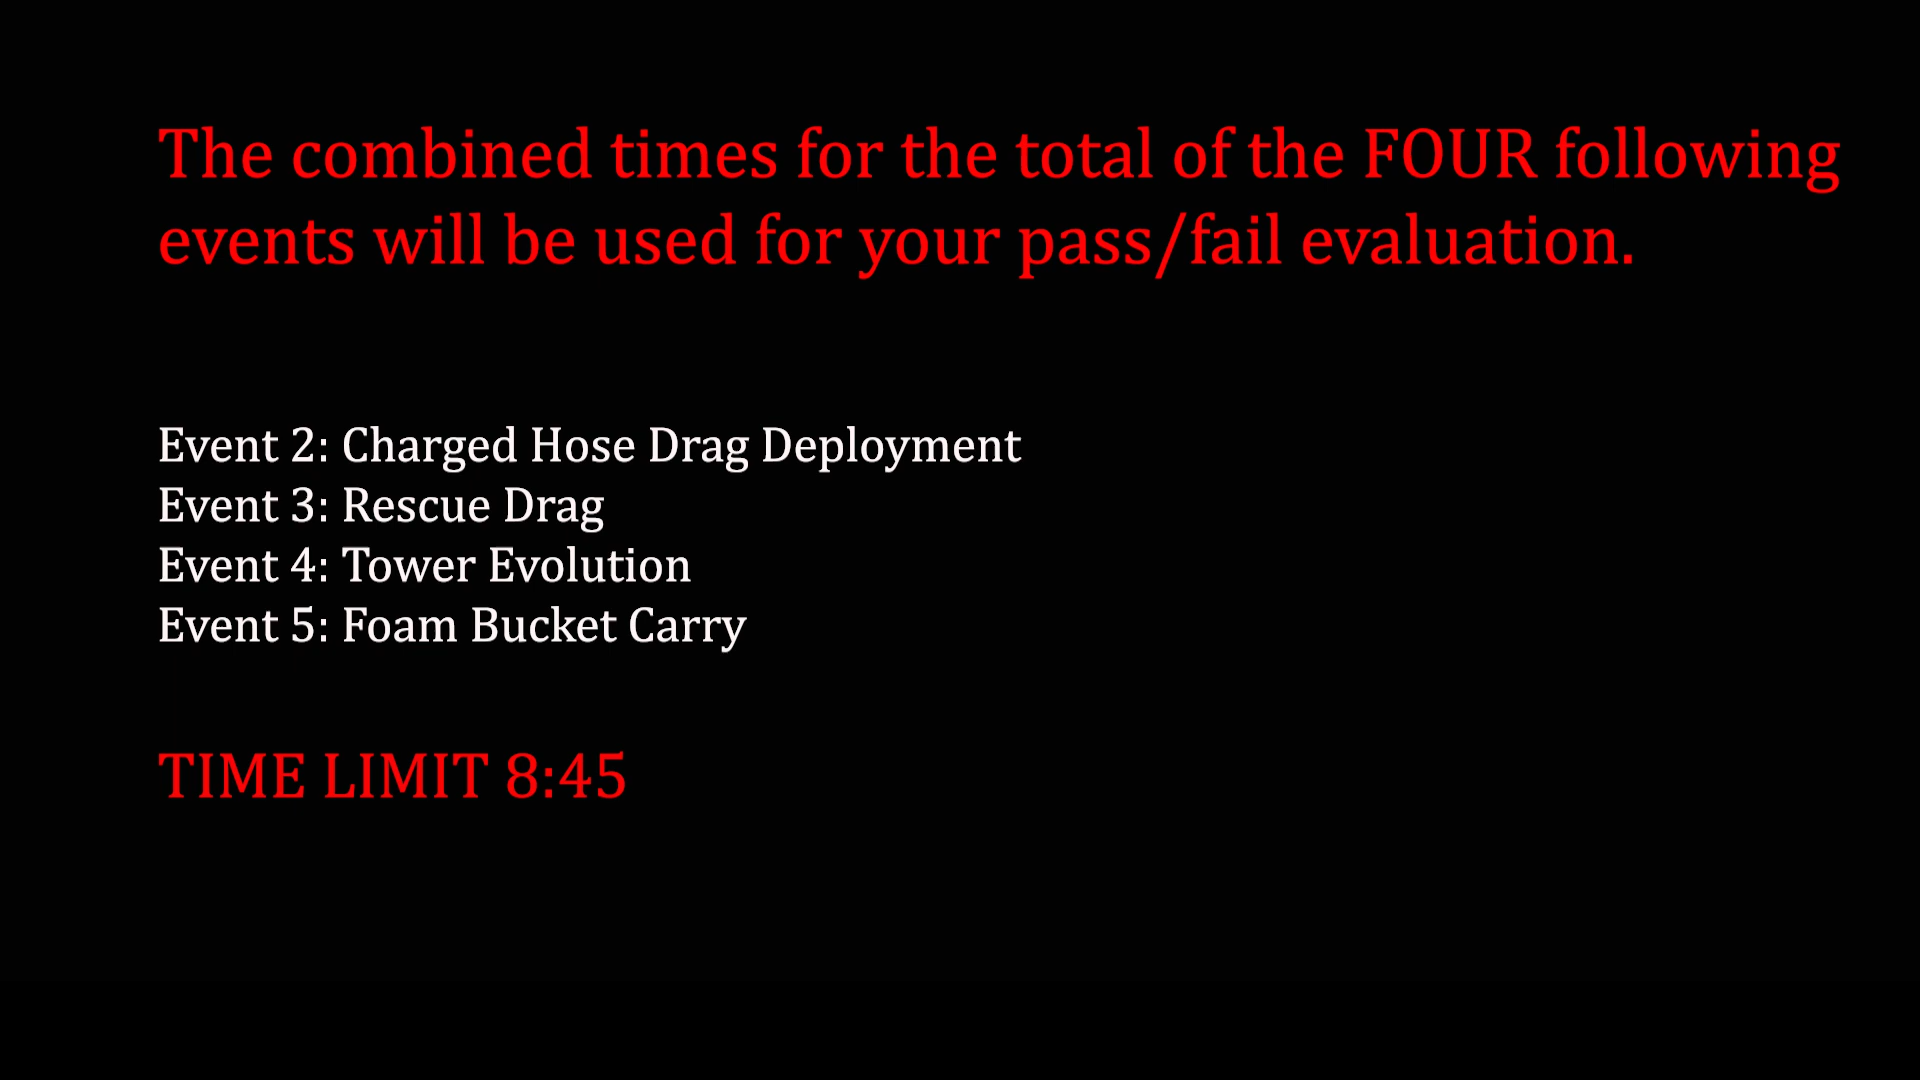 The combined times for the total of the FOUR following
events will be used for your pass/fail evaluation.
Event 2: Charged Hose Drag Deployment
Event 3: Rescue Drag
Event 4: Tower Evolution
Event 5: Foam Bucket Carry
TIME LIMIT 8:45